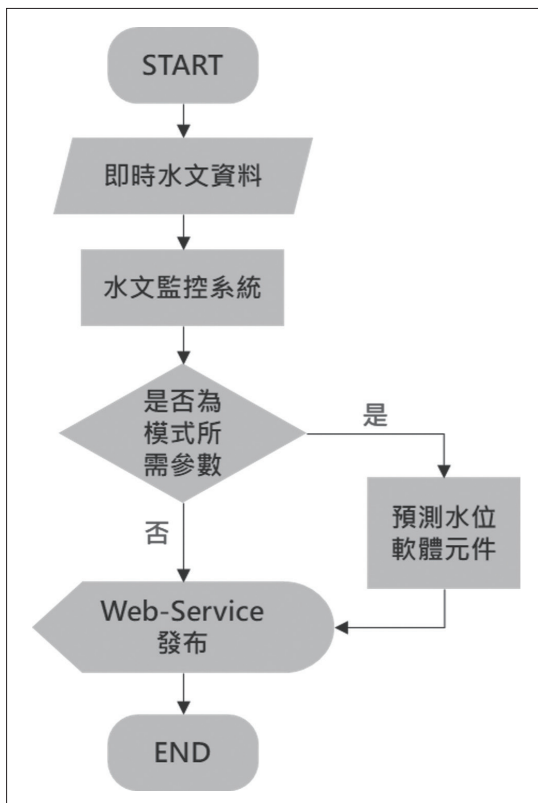 START
即時水文資料
水文監控系統
是否為
模式所
需參數
是
否
預測水位
軟體元件
Web-Service
發布
END